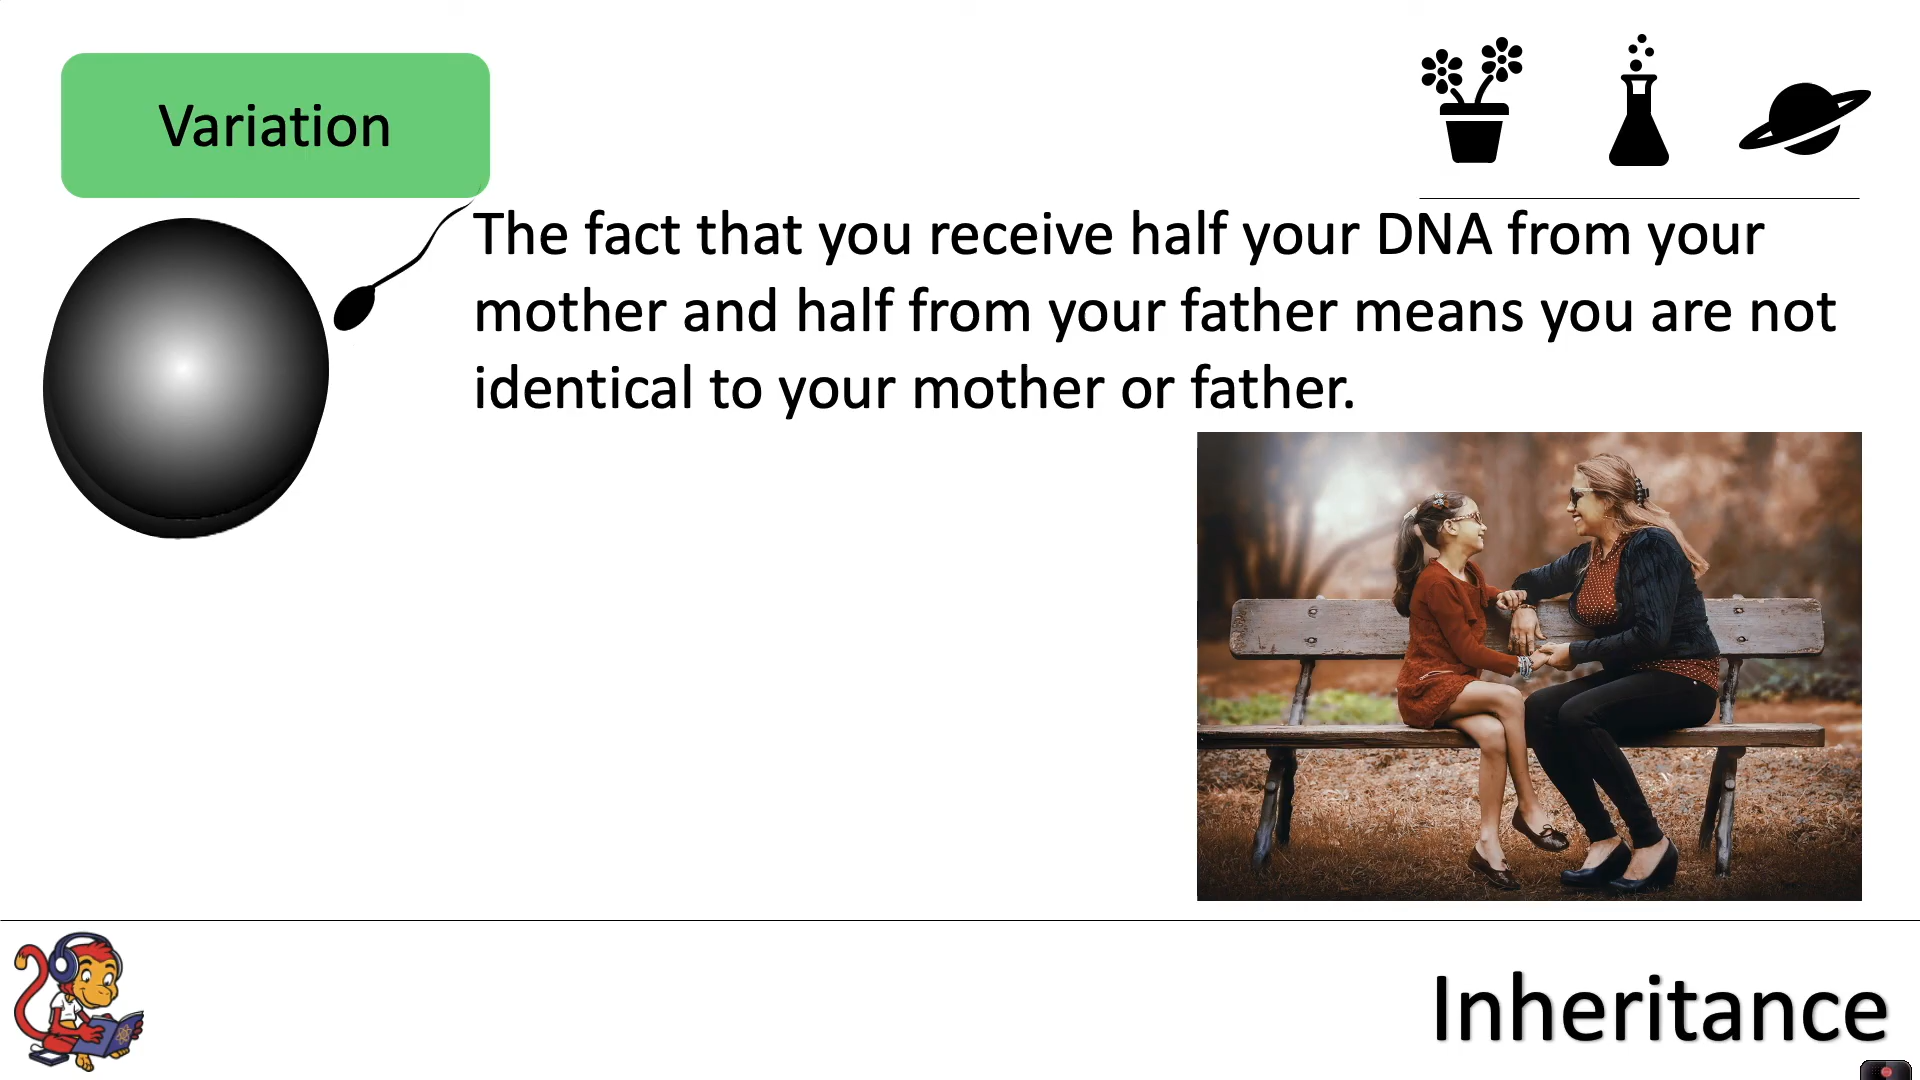 Variation
The fact that you receive half your DNA from your
mother and half from your father means you are not
identical to your mother or father.
Inheritance